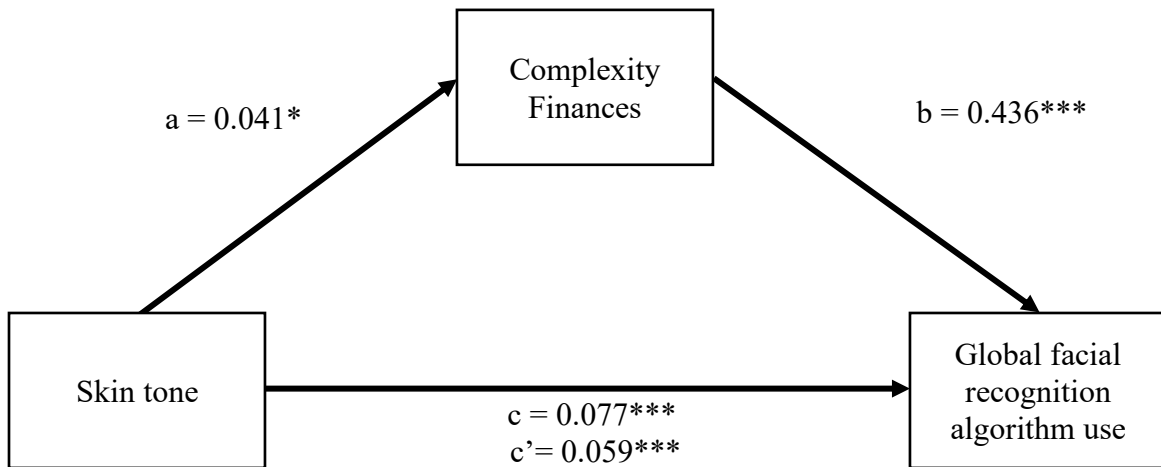 Complexity
Finances
a = 0.041*
b = 0.436***
Skin tone
c = 0.077***
c’= 0.059***
Global facial
recognition
algorithm use